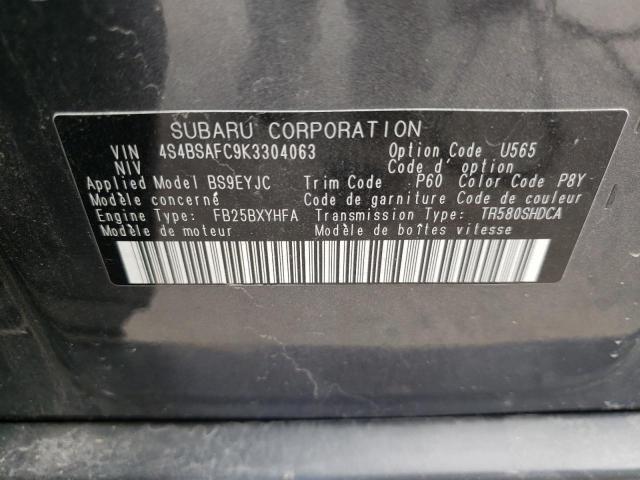 SUBARU CORPORATION
VIN 4S4BSAFC9K3304063 Option Code U565
NIV Code d'option
Applied Model BS9EYJC Trim Code P60 Color Code P8Y
Modèle concerné Code de garniture Code de couleur
Engine Type: FB25BXYHFA Transmission Type: TR580SHDCA
Modèle de moteur Modèle de boîtes vitesse